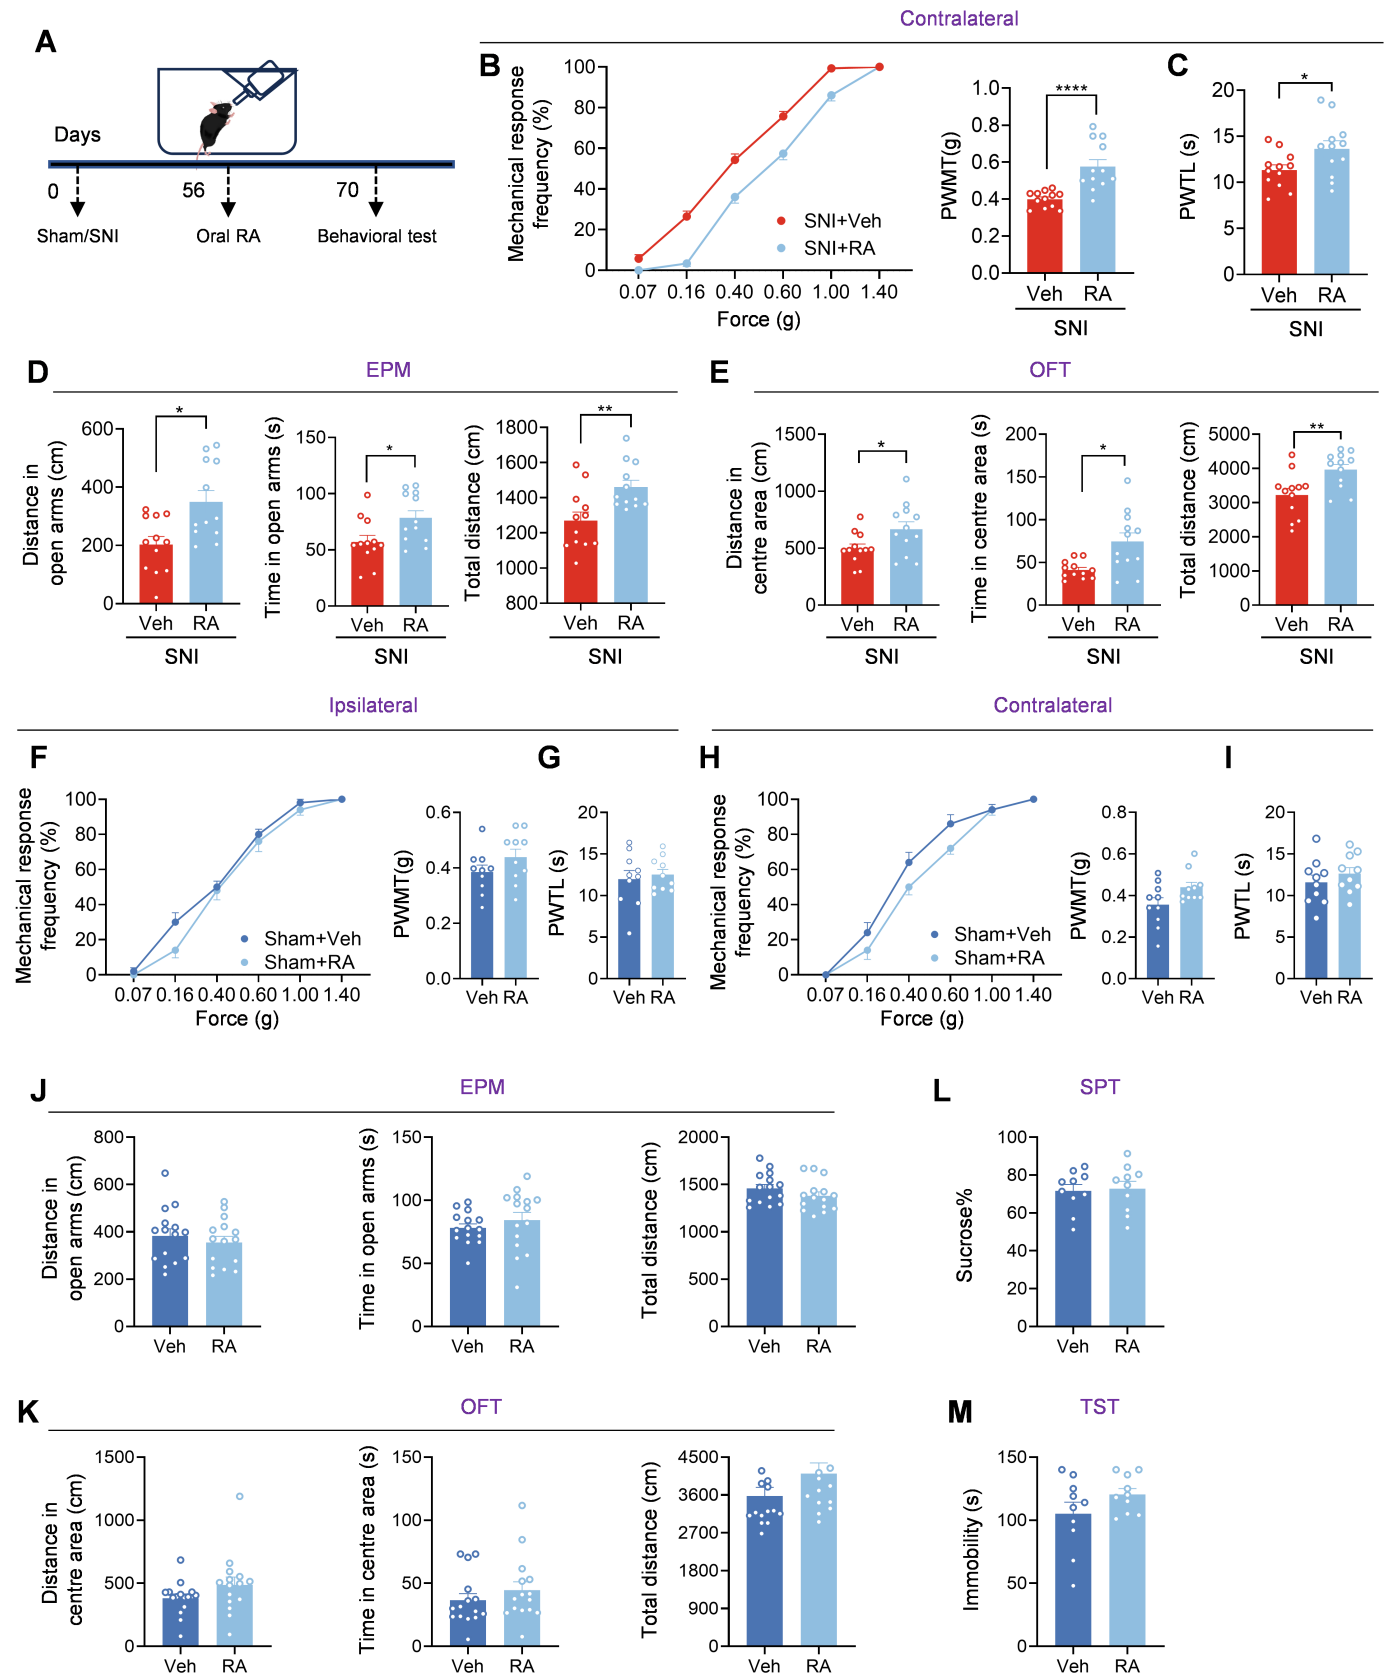 A
Days
0
56
70
Sham/SNI
Oral RA
Behavioral test
Contralateral
B
Mechanical response
frequency (%)
100
80
60
40
20
0
SNI+Veh
SNI+RA
0.07 0.16 0.40 0.60 1.00 1.40
Force (g)
PWMT(g)
1.0
0.8
0.6
0.4
0.2
0.0
****
Veh RA
SNI
C
PWTL (s)
20
15
10
5
0
*
Veh RA
SNI
D
EPM
Distance in
open arms (cm)
600
400
200
0
*
Veh RA
SNI
Time in open arms (s)
150
100
50
0
*
Veh RA
SNI
Total distance (cm)
1800
1600
1400
1200
1000
800
**
Veh RA
SNI
E
OFT
Distance in
centre area (cm)
1500
1000
500
0
*
Veh RA
SNI
Time in centre area (s)
200
150
100
50
0
*
Veh RA
SNI
Total distance (cm)
5000
4000
3000
2000
1000
0
**
Veh RA
SNI
Ipsilateral
F
Mechanical response
frequency (%)
100
80
60
40
20
0
Sham+Veh
Sham+RA
0.07 0.16 0.40 0.60 1.00 1.40
Force (g)
PWMT(g)
0.6
0.4
0.2
0.0
Veh RA
G
PWTL (s)
20
15
10
5
0
Veh RA
Contralateral
H
Mechanical response
frequency (%)
100
80
60
40
20
0
Sham+Veh
Sham+RA
0.07 0.16 0.40 0.60 1.00 1.40
Force (g)
PWMT(g)
0.8
0.6
0.4
0.2
0.0
Veh RA
I
PWTL (s)
20
15
10
5
0
Veh RA
J
EPM
Distance in
open arms (cm)
800
600
400
200
0
Veh RA
Time in open arms (s)
150
100
50
0
Veh RA
Total distance (cm)
2000
1500
1000
500
0
Veh RA
L
SPT
Sucrose%
100
80
60
40
20
0
Veh RA
K
OFT
Distance in
centre area (cm)
1500
1000
500
0
Veh RA
Time in centre area (s)
150
100
50
0
Veh RA
Total distance (cm)
4500
3600
2700
1800
900
0
Veh RA
M
TST
Immobility (s)
150
100
50
0
Veh RA